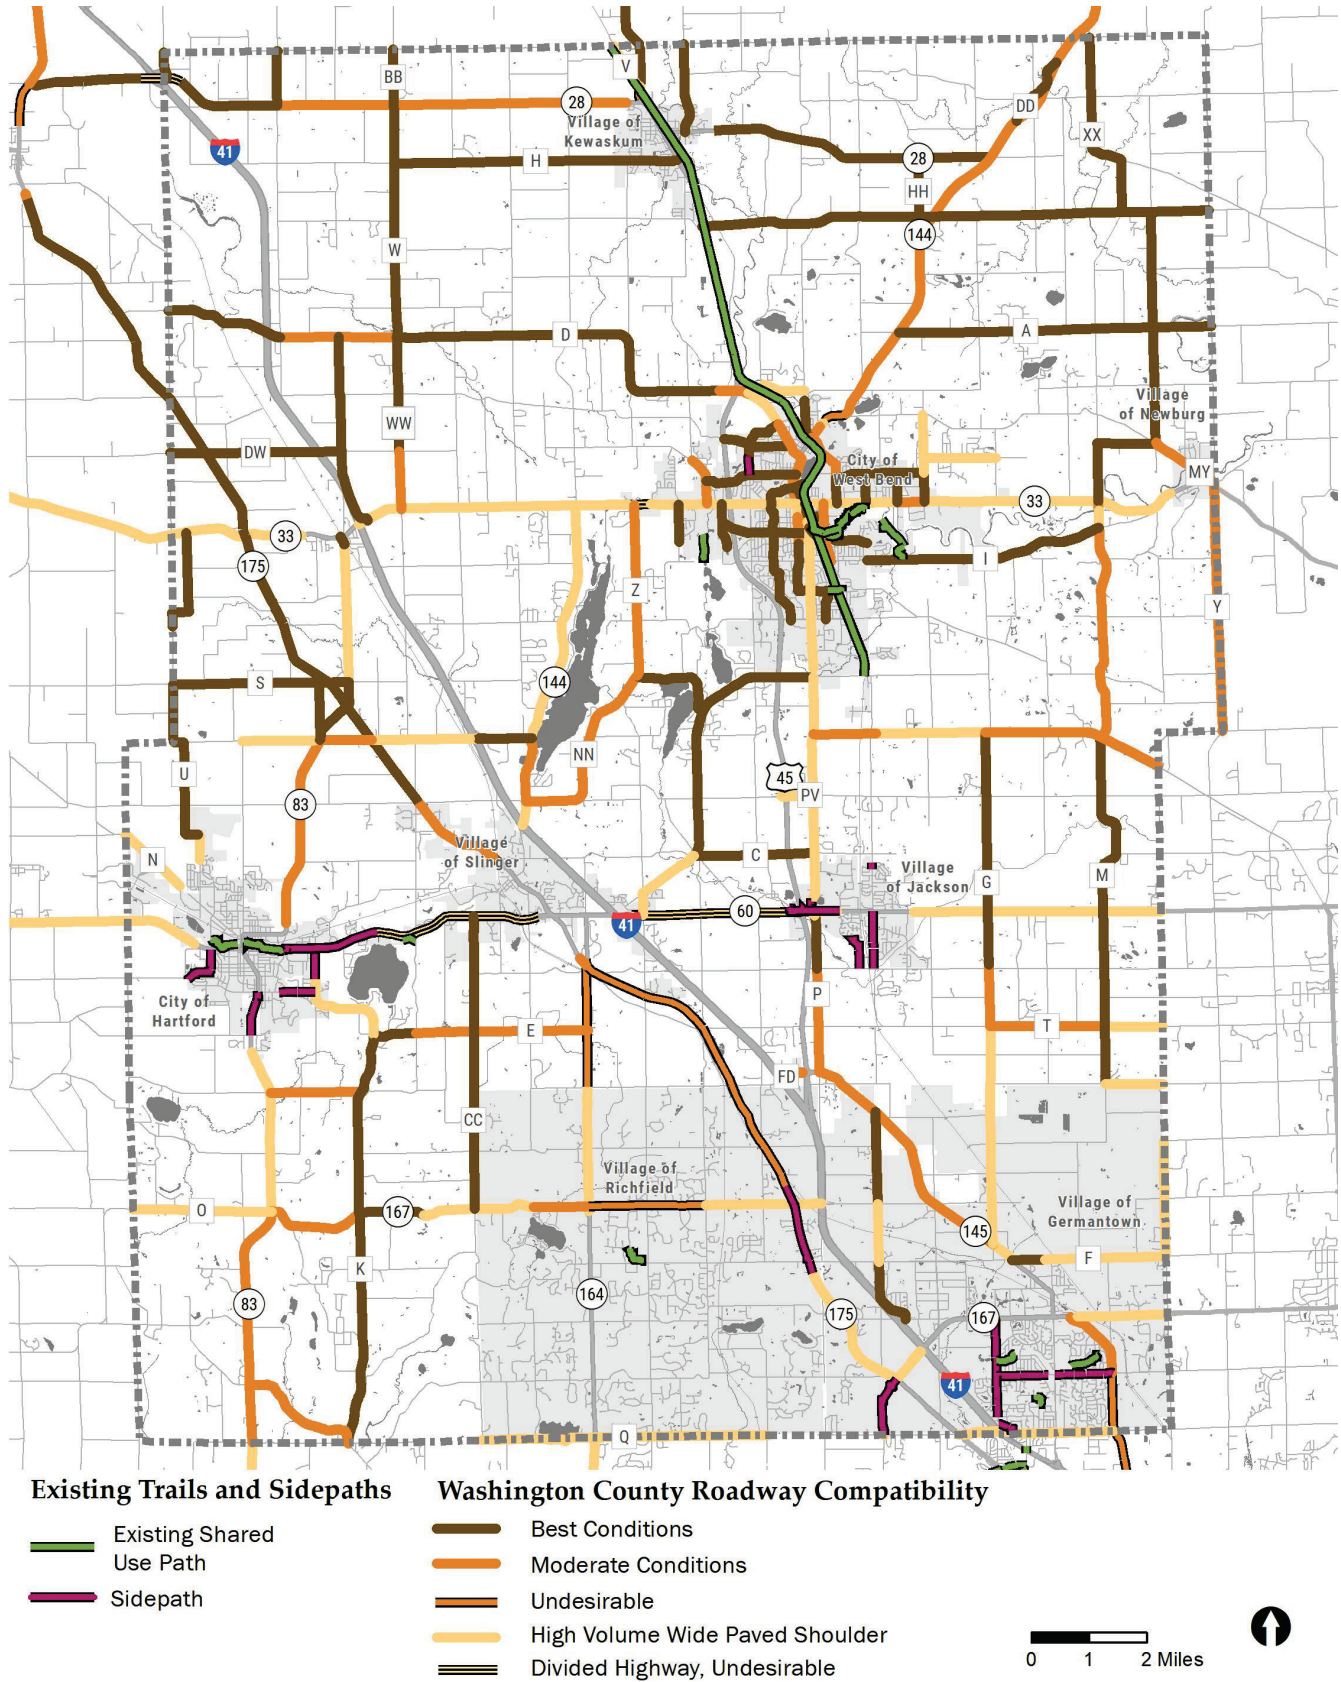 V
BB
28
Village of
Kewaskum
DD
XX
41
H
28
HH
W
144
D
A
Village
of Newburg
WW
DW
City of
West Bend
MY
33
33
175
I
Z
Y
S
144
NN
U
45
PV
83
Village
of Slinger
N
C
Village
of Jackson
G
M
60
41
City of
Hartford
P
E
T
FD
CC
Village of
Richfield
O
167
Village of
Germantown
145
F
K
164
83
175
167
41
Q
Existing Trails and Sidepaths
Existing Shared
Use Path
Sidepath
Washington County Roadway Compatibility
Best Conditions
Moderate Conditions
Undesirable
High Volume Wide Paved Shoulder
Divided Highway, Undesirable
0 1 2 Miles